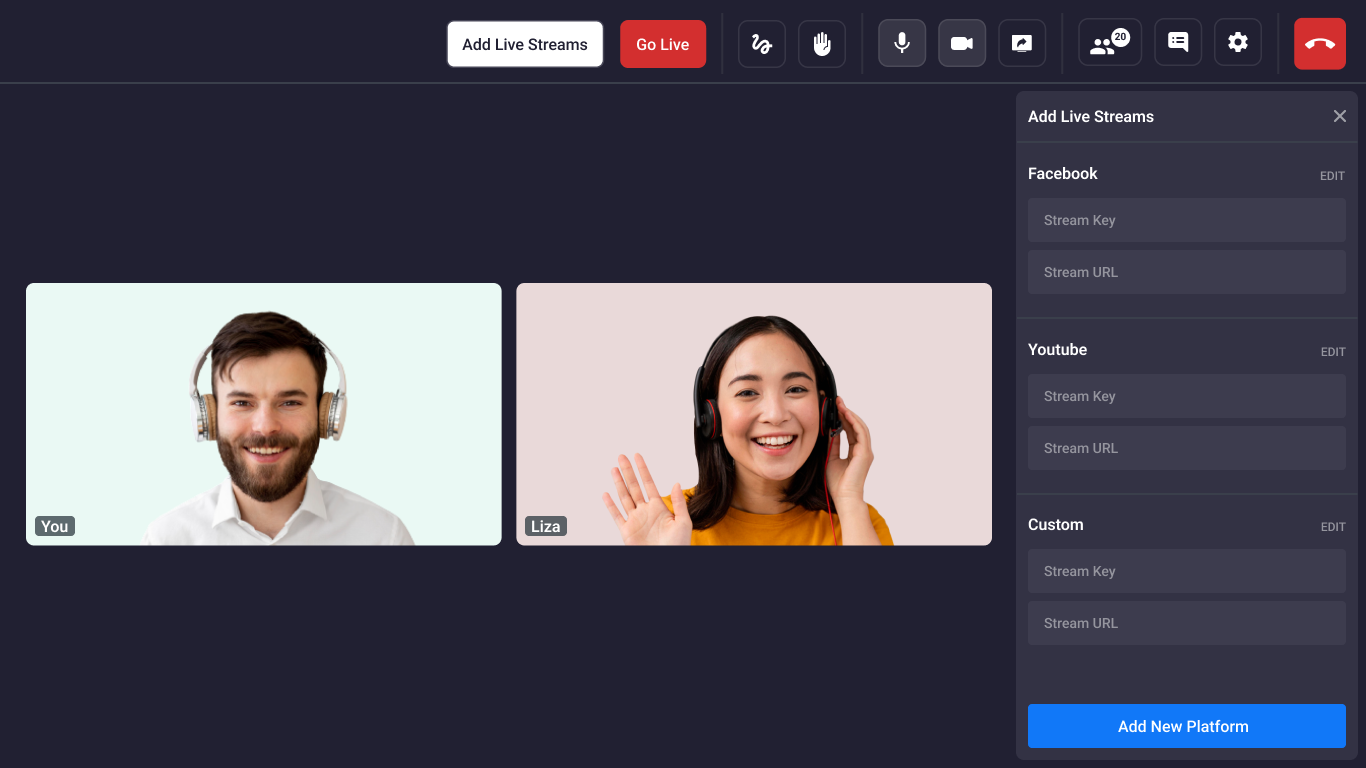 Add Live Streams
Go Live
20
Add Live Streams
Facebook
EDIT
Stream Key
Stream URL
Youtube
EDIT
Stream Key
Stream URL
Custom
EDIT
Stream Key
Stream URL
Add New Platform
You
Liza